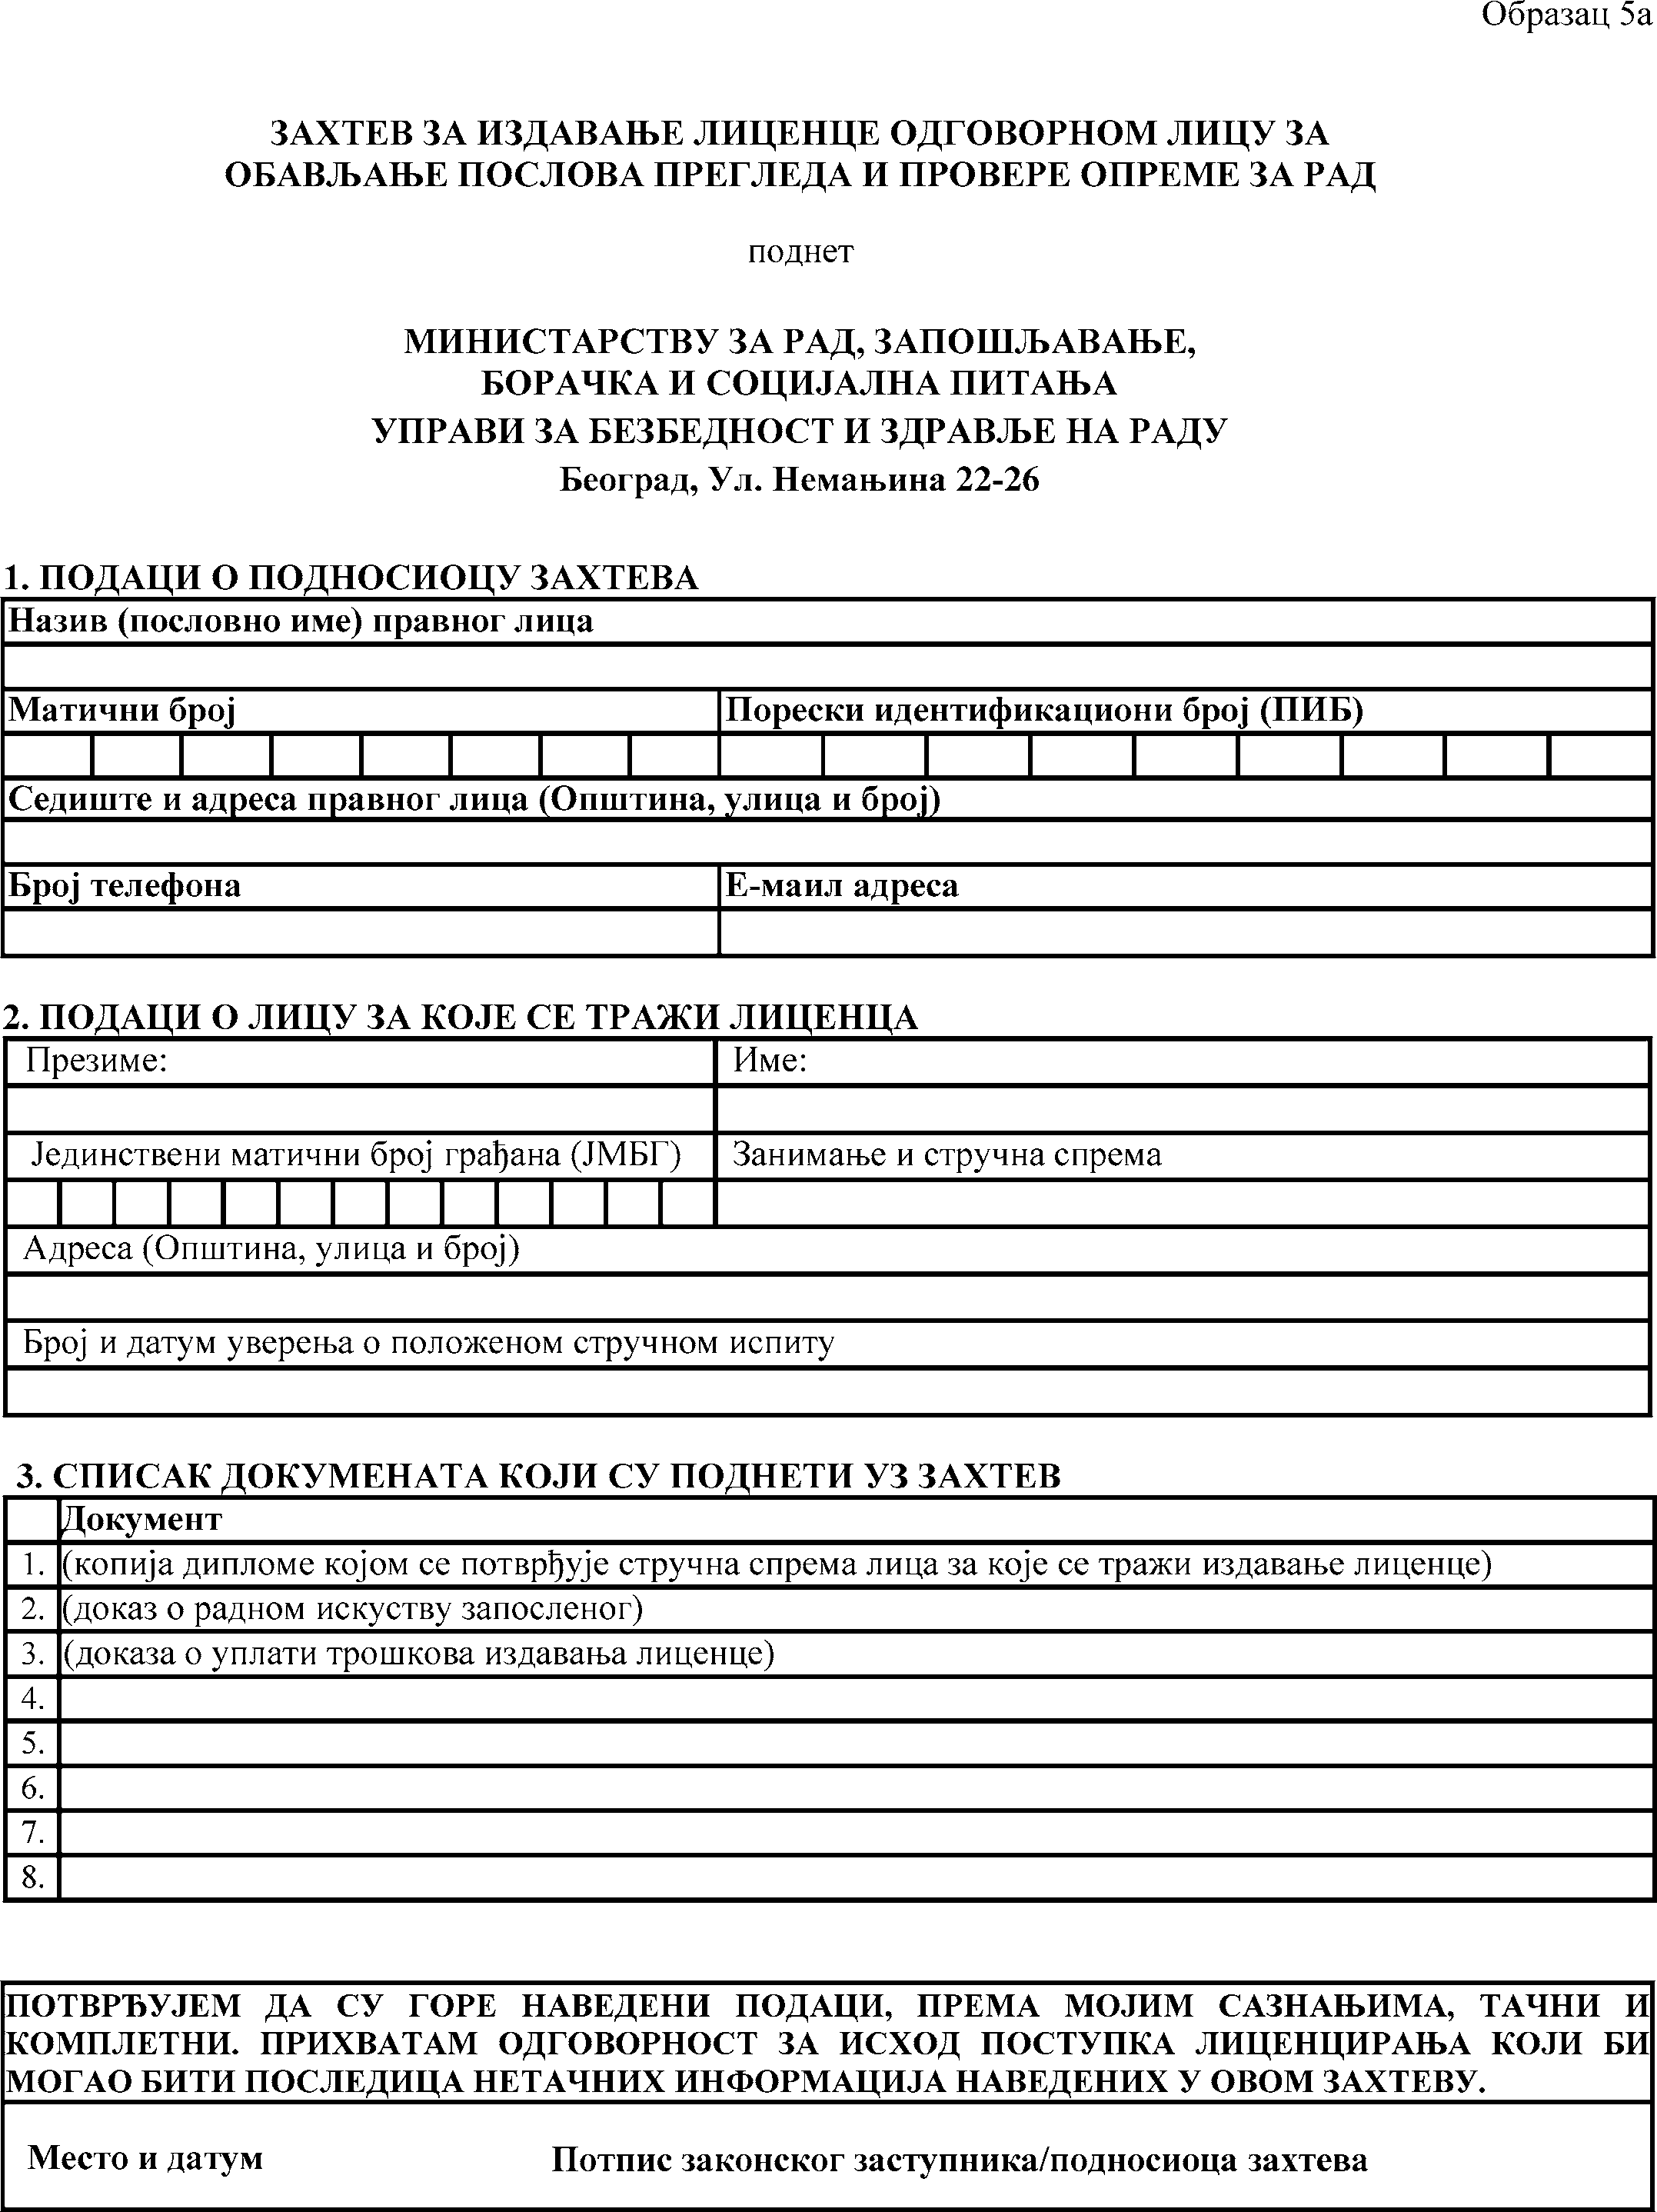 Образац 5а
ЗАХТЕВ ЗА ИЗДАВАЊЕ ЛИЦЕНЦЕ ОДГОВОРНОМ ЛИЦУ ЗА
ОБАВЉАЊЕ ПОСЛОВА ПРЕГЛЕДА И ПРОВЕРЕ ОПРЕМЕ ЗА РАД
поднет
МИНИСТАРСТВУ ЗА РАД, ЗАПОШЉАВАЊЕ,
БОРАЧКА И СОЦИЈАЛНА ПИТАЊА
УПРАВИ ЗА БЕЗБЕДНОСТ И ЗДРАВЉЕ НА РАДУ
Београд, Ул. Немањина 22-26
1. ПОДАЦИ О ПОДНОСИОЦУ ЗАХТЕВА
Назив (пословно име) правног лица
Матични број Порески идентификациони број (ПИБ)
Седиште и адреса правног лица (Општина, улица и број)
Број телефона Е-маил адреса
2. ПОДАЦИ О ЛИЦУ ЗА КОЈЕ СЕ ТРАЖИ ЛИЦЕНЦА
Презиме: Име:
Јединствени матични број грађана (ЈМБГ) Занимање и стручна спрема
Адреса (Општина, улица и број)
Број и датум уверења о положеном стручном испиту
3. СПИСАК ДОКУМЕНАТА КОЈИ СУ ПОДНЕТИ УЗ ЗАХТЕВ
Документ
1. (копија дипломе којом се потврђује стручна спрема лица за које се тражи издавање лиценце)
2. (доказ о радном искуству запосленог)
3. (доказа о уплати трошкова издавања лиценце)
4.
5.
6.
7.
8.
ПОТВРЂУЈЕМ ДА СУ ГОРЕ НАВЕДЕНИ ПОДАЦИ, ПРЕМА МОЈИМ САЗНАЊИМА, ТАЧНИ И
КОМПЛЕТНИ. ПРИХВАТАМ ОДГОВОРНОСТ ЗА ИСХОД ПОСТУПКА ЛИЦЕНЦИРАЊА КОЈИ БИ
МОГАО БИТИ ПОСЛЕДИЦА НЕТАЧНИХ ИНФОРМАЦИЈА НАВЕДЕНИХ У ОВОМ ЗАХТЕВУ.
Место и датум Потпис законског заступника/подносиоца захтева